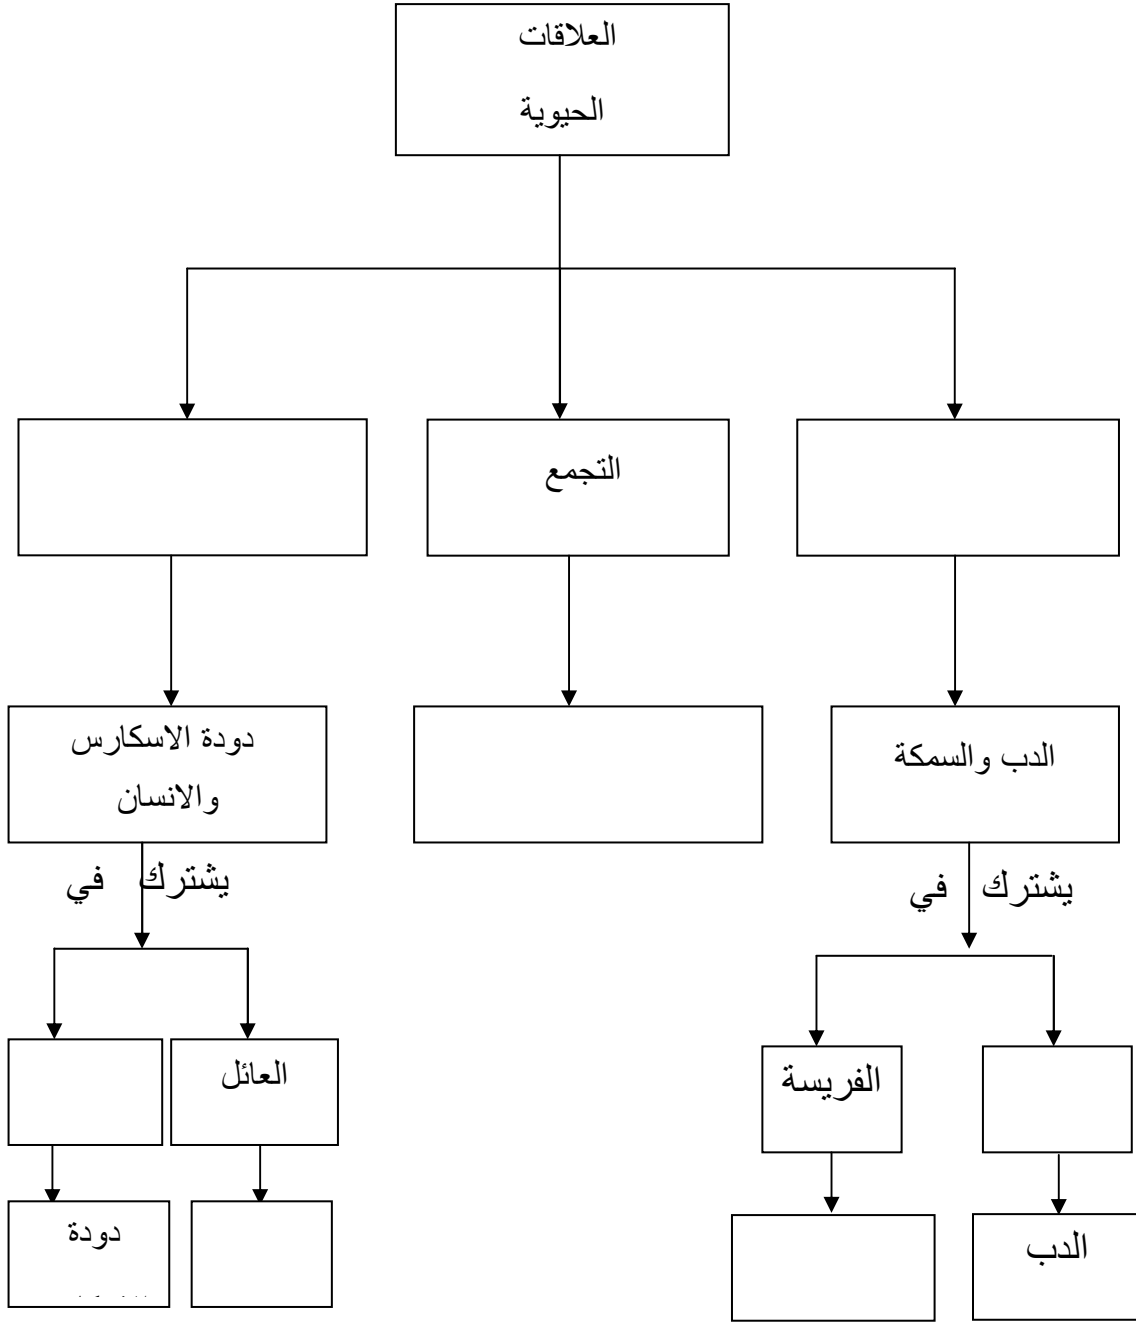 العلاقات
الحيوية
التجمع
الدب والسمكة
دودة الاسكارس
والانسان
يشترك في
يشترك في
الفريسة
العائل
الدب
دودة